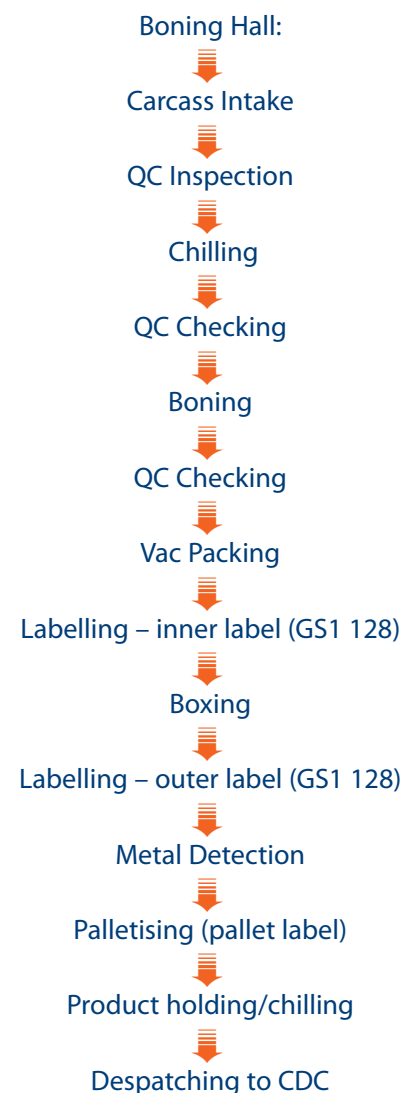 Boning Hall:
Carcass Intake
QC Inspection
Chilling
QC Checking
Boning
QC Checking
Vac Packing
Labelling – inner label (GS1 128)
Boxing
Labelling – outer label (GS1 128)
Metal Detection
Palletising (pallet label)
Product holding/chilling
Despatching to CDC